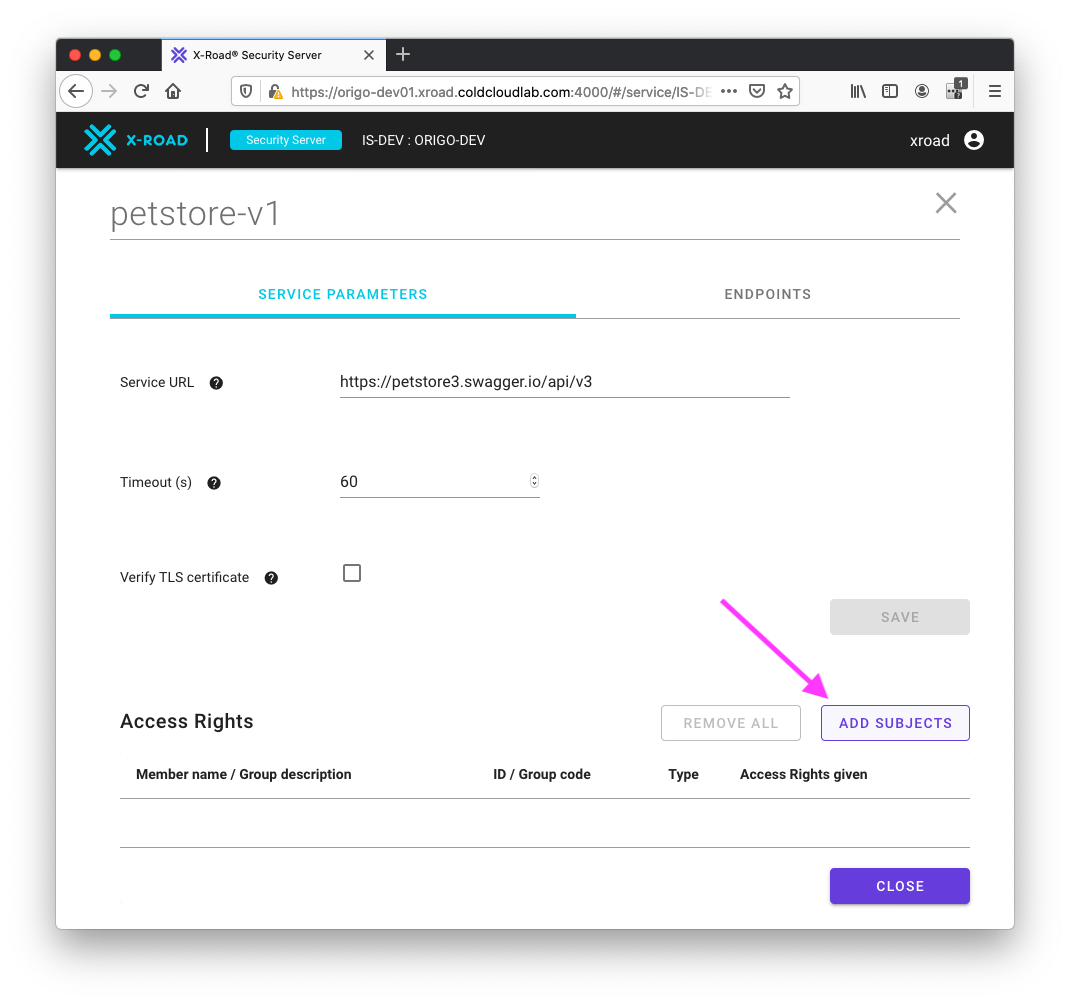 X-Road® Security Server
https://origo-dev01.xroad.coldcloudlab.com:4000/#/service/IS-DE
1
X-ROAD
Security Server
IS-DEV : ORIGO-DEV
xroad
petstore-v1
SERVICE PARAMETERS
ENDPOINTS
Service URL ?
https://petstore3.swagger.io/api/v3
Timeout (s) ?
60
Verify TLS certificate ?
SAVE
Access Rights
REMOVE ALL
ADD SUBJECTS
Member name / Group description
ID / Group code
Type
Access Rights given
CLOSE